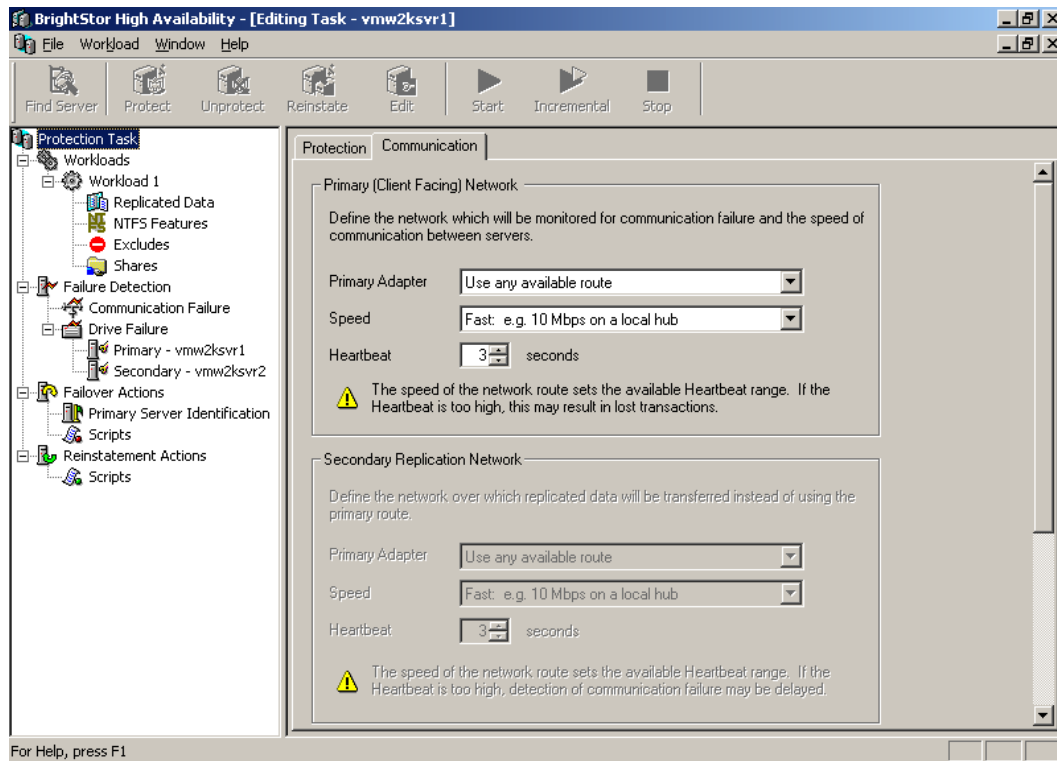 BrightStor High Availability - [Editing Task - vmw2ksvr1]
File Workload Window Help
Find Server Protect Unprotect Reinstate Edit Start Incremental Stop
Protection Task
Workloads
Workload 1
Replicated Data
NTFS Features
Excludes
Shares
Failure Detection
Communication Failure
Drive Failure
Primary - vmw2ksvr1
Secondary - vmw2ksvr2
Failover Actions
Primary Server Identification
Scripts
Reinstatement Actions
Scripts
Protection Communication
Primary (Client Facing) Network
Define the network which will be monitored for communication failure and the speed of
communication between servers.
Primary Adapter Use any available route
Speed Fast: e.g. 10 Mbps on a local hub
Heartbeat 3 seconds
The speed of the network route sets the available Heartbeat range. If the
Heartbeat is too high, this may result in lost transactions.
Secondary Replication Network
Define the network over which replicated data will be transferred instead of using the
primary route.
Primary Adapter Use any available route
Speed Fast: e.g. 10 Mbps on a local hub
Heartbeat 3 seconds
The speed of the network route sets the available Heartbeat range. If the
Heartbeat is too high, detection of communication failure may be delayed.
For Help, press F1